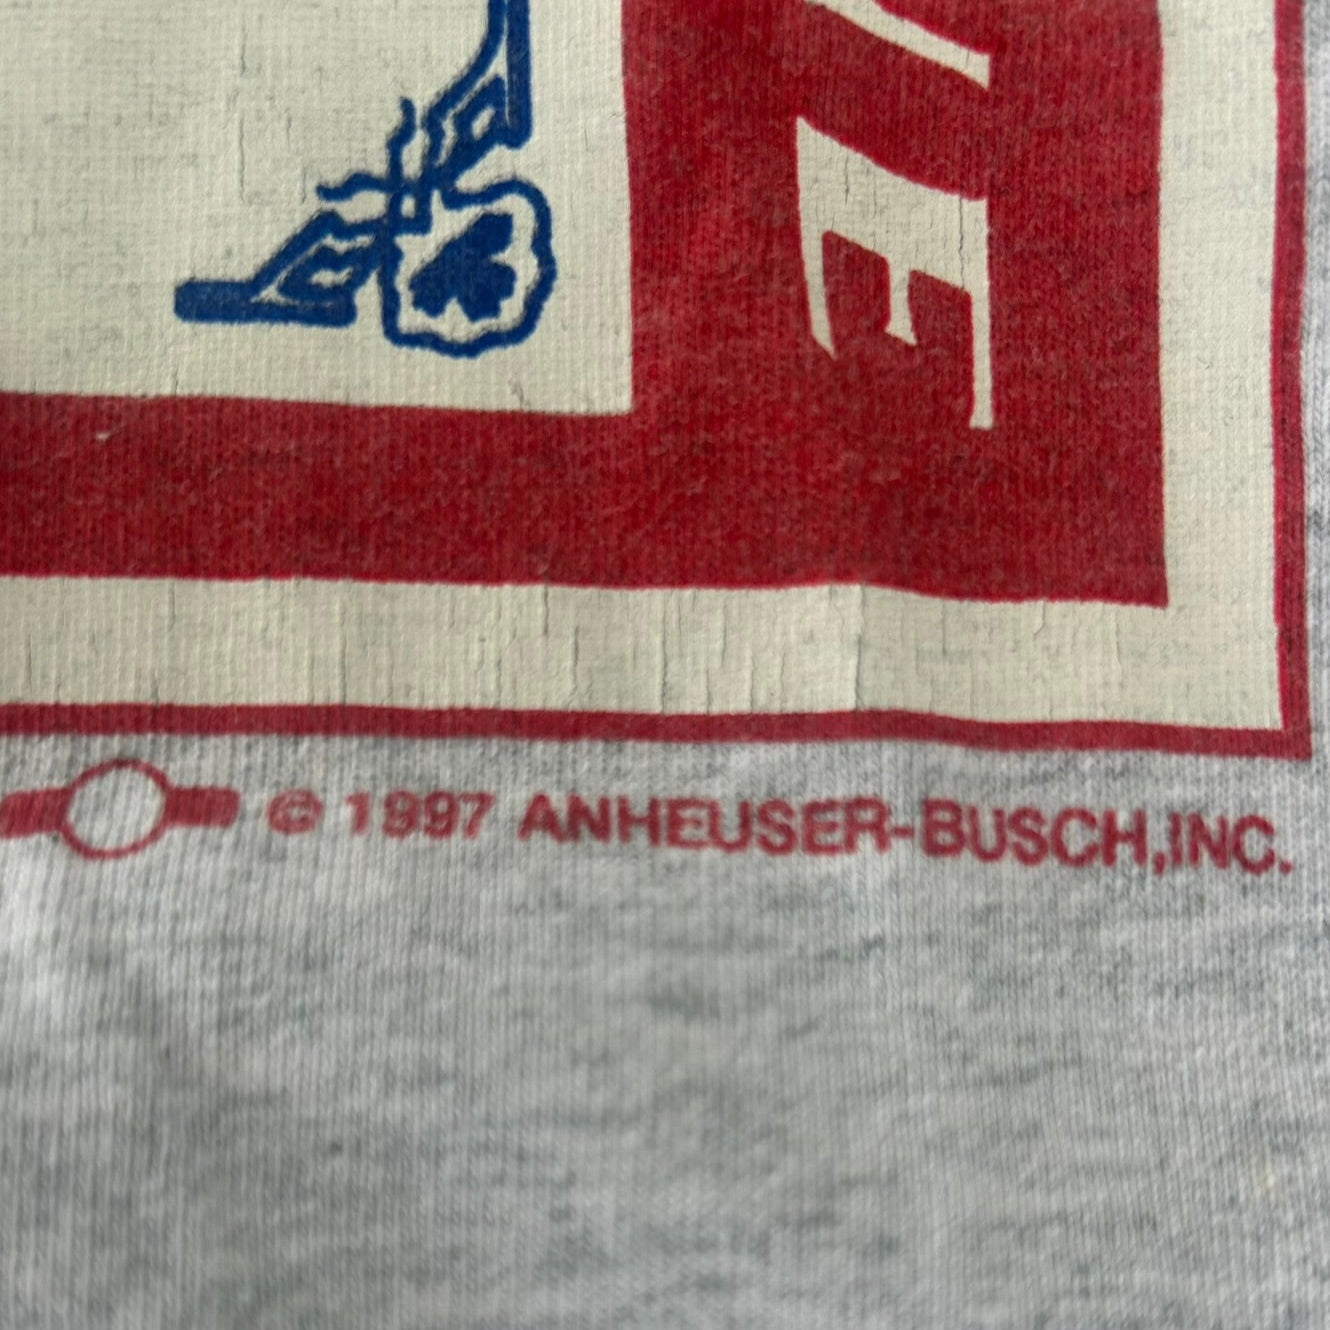 E
© 1997 ANHEUSER-BUSCH,INC.